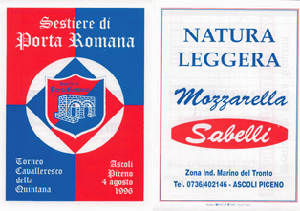 Sestiere di
Porta Romana
Torneo
Cavalleresco
della
Quintana
Ascoli
Piceno
4 agosto
1996
NATURA
LEGGERA
Mozzarella
Sabelli
Zona Ind. Marino del Tronto
Te. 0736/402146 - ASCOLI PICENO